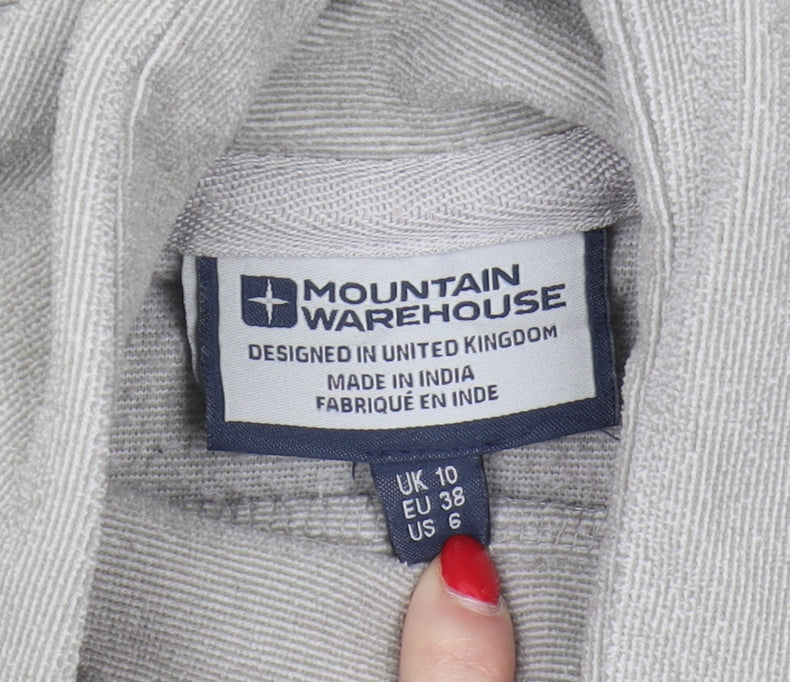 MOUNTAIN
WAREHOUSE
DESIGNED IN UNITED KINGDOM
MADE IN INDIA
FABRIQUÉ EN INDE
UK 10
EU 38
US 6